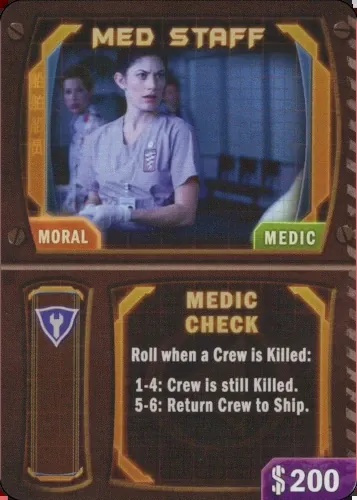 MED STAFF
MORAL
MEDIC
MEDIC
CHECK
Roll when a Crew is Killed:
1-4: Crew is still Killed.
5-6: Return Crew to Ship.
$200